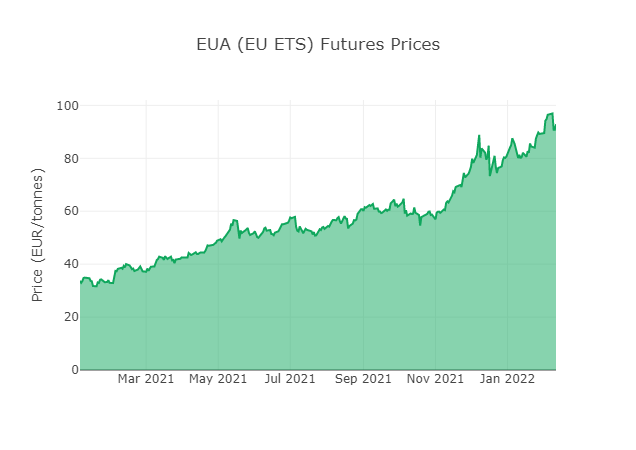 EUA (EU ETS) Futures Prices
Price (EUR/tonnes)
100
80
60
40
20
0
Mar 2021 May 2021 Jul 2021 Sep 2021 Nov 2021 Jan 2022